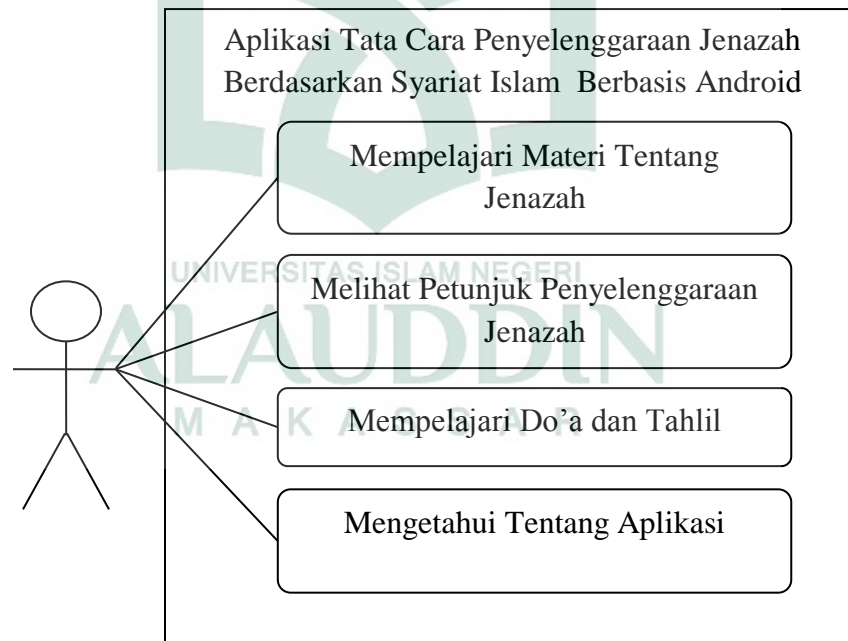 Aplikasi Tata Cara Penyelenggaraan Jenazah
Berdasarkan Syariat Islam Berbasis Android
Mempelajari Materi Tentang
Jenazah
UNIVERSITAS ISLAM NEGERI
Melihat Petunjuk Penyelenggaraan
Jenazah
ALAUDDIN
Mempelajari Do’a dan Tahlil
MAKASSAR
Mengetahui Tentang Aplikasi